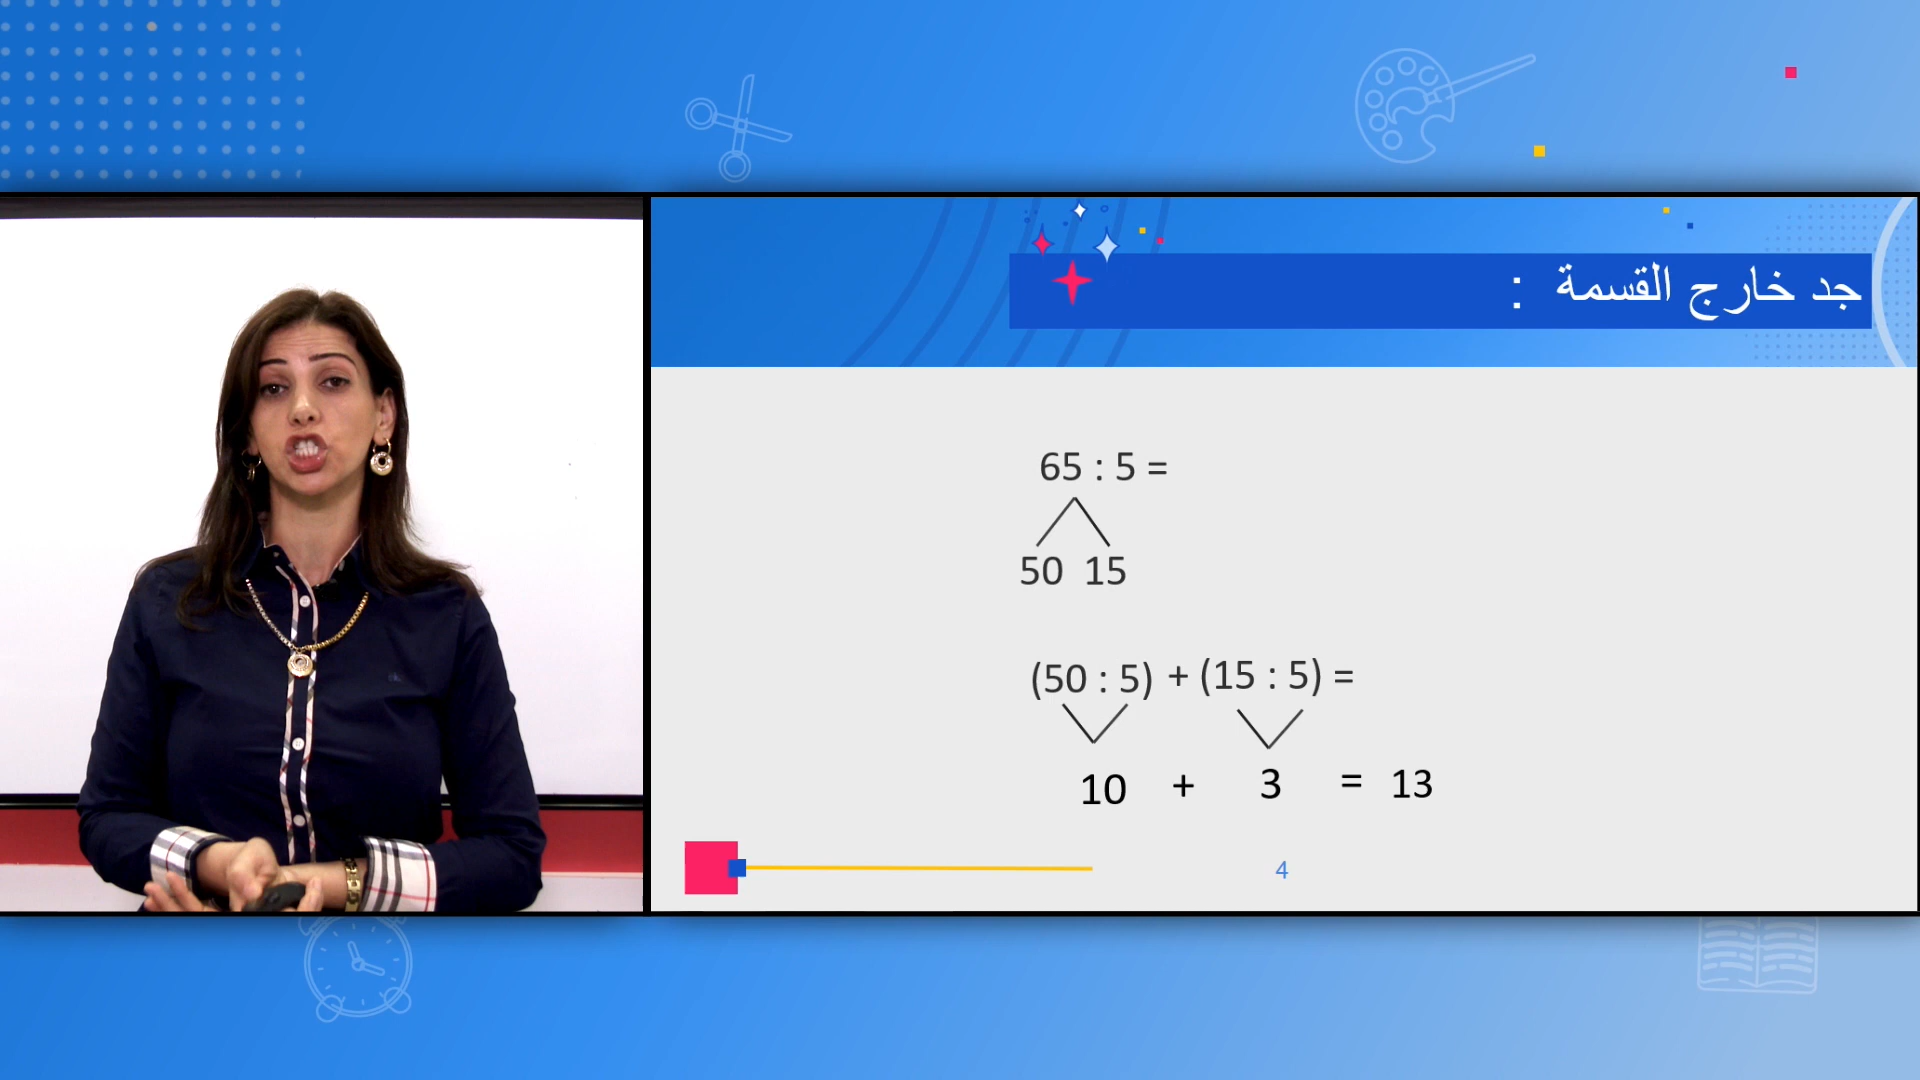 جد خارج القسمة :
65 : 5 =
50 15
(50 : 5) + (15 : 5) =
10 + 3 = 13
4